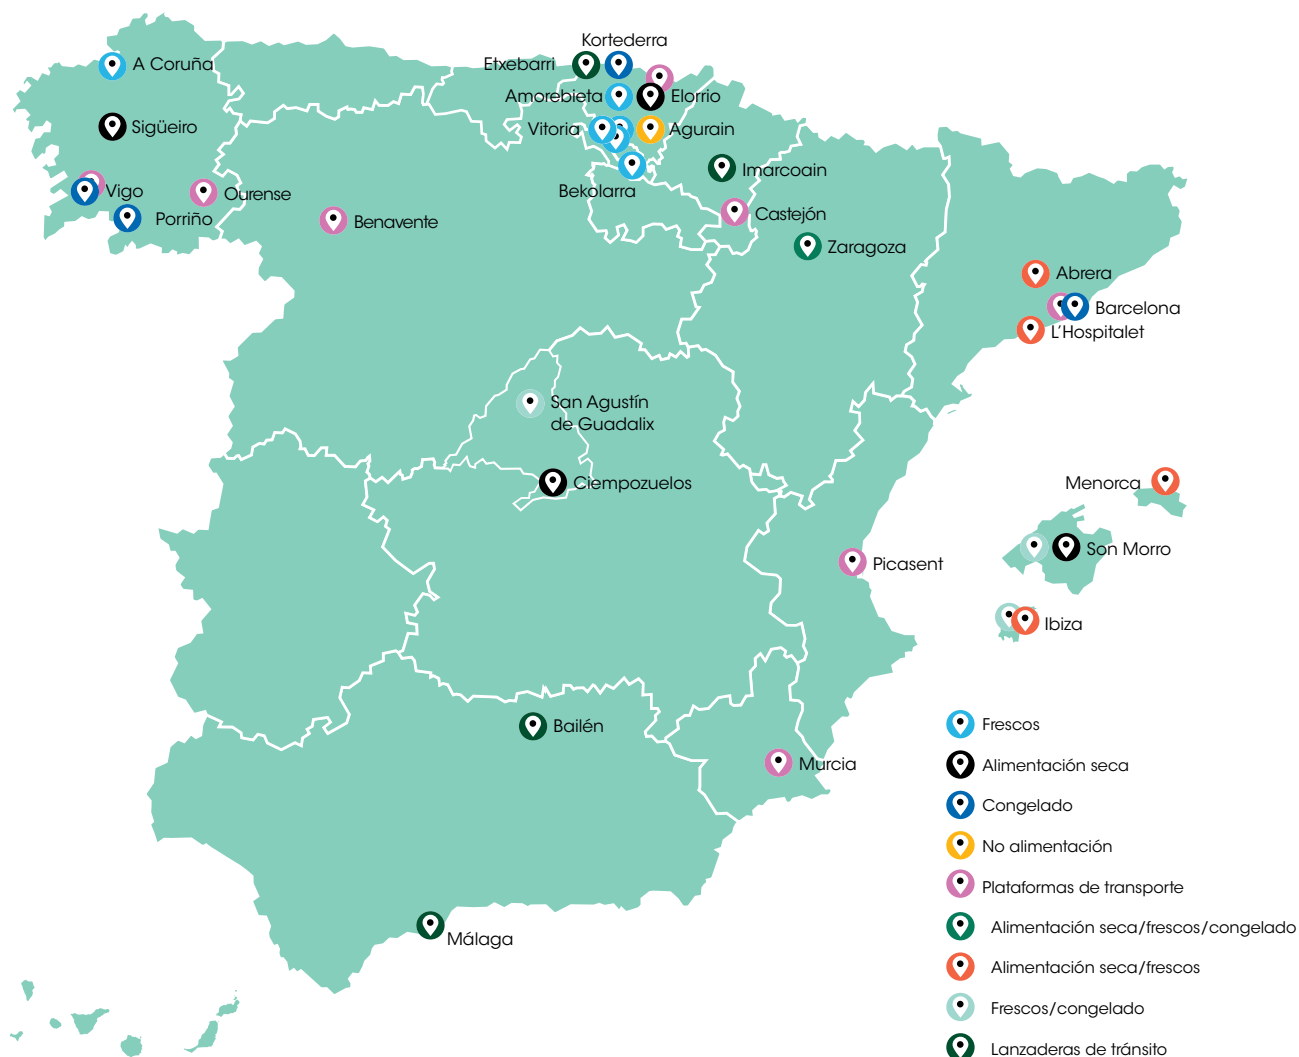 Kortederra
Etxebarri
A Coruña
Amorebieta
Elorrio
Sigüeiro
Vitoria
Agurain
Imarcoain
Bekolarra
Vigo
Ourense
Porriño
Benavente
Castejón
Zaragoza
Abrera
Barcelona
L'Hospitalet
San Agustín
de Guadalix
Ciempozuelos
Menorca
Son Morro
Picasent
Ibiza
Bailén
Murcia
Málaga
Frescos
Alimentación seca
Congelado
No alimentación
Plataformas de transporte
Alimentación seca/frescos/congelado
Alimentación seca/frescos
Frescos/congelado
Lanzaderas de tránsito